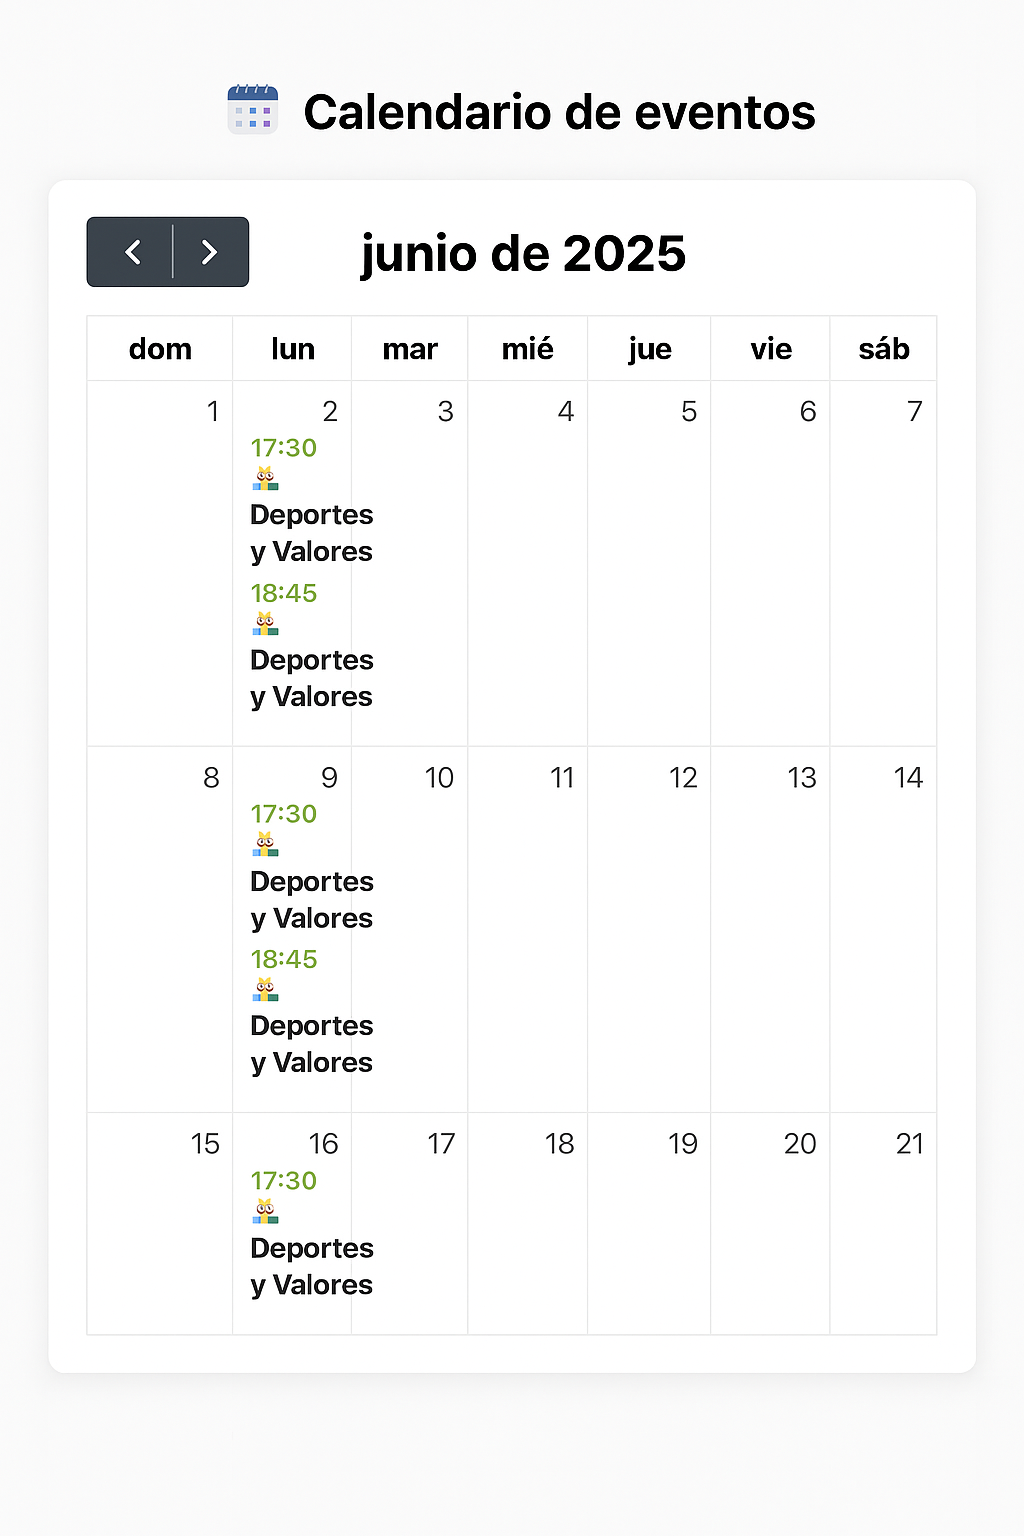 Calendario de eventos
junio de 2025
dom lun mar mié jue vie sáb
1 2 3 4 5 6 7
17:30
Deportes
y Valores
18:45
Deportes
y Valores
8 9 10 11 12 13 14
17:30
Deportes
y Valores
18:45
Deportes
y Valores
15 16 17 18 19 20 21
17:30
Deportes
y Valores